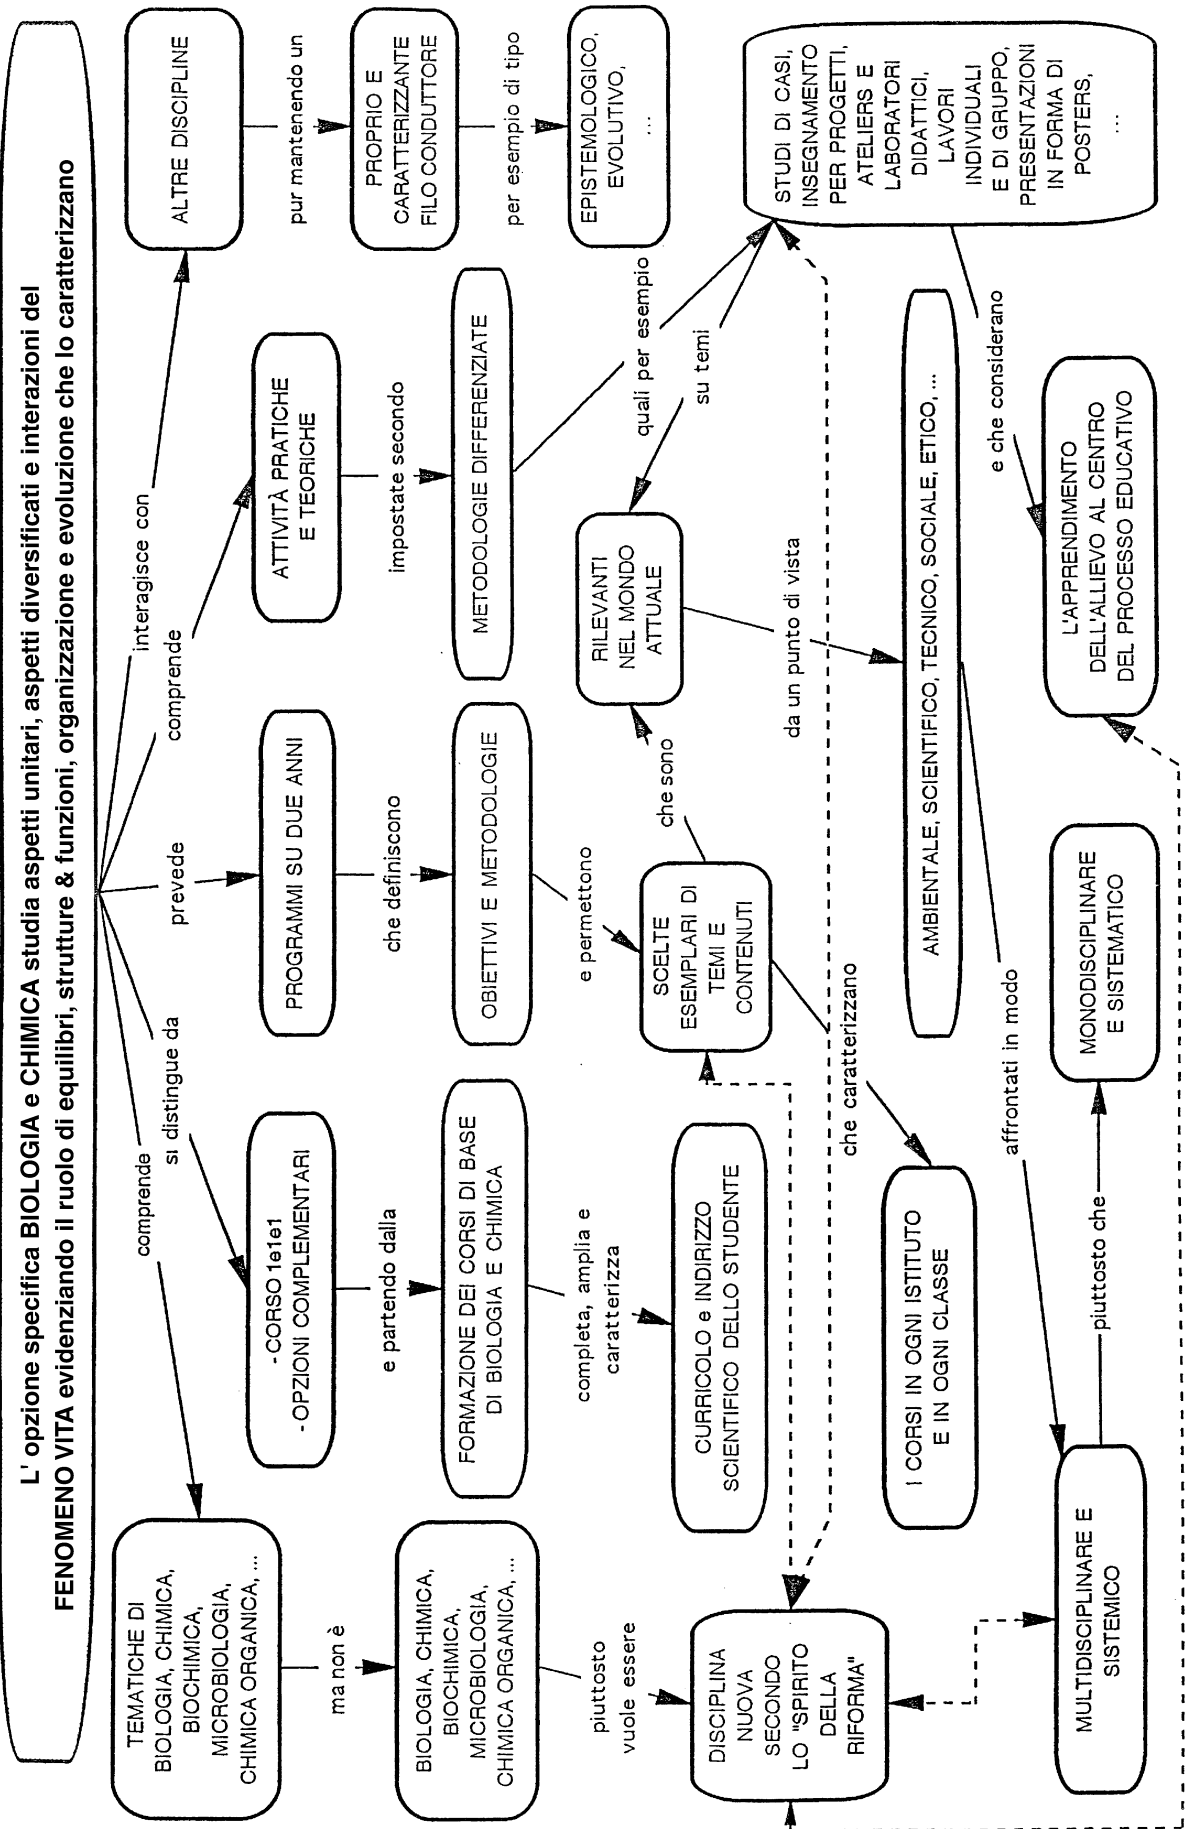 L' opzione specifica BIOLOGIA e CHIMICA studia aspetti unitari, aspetti diversificati e interazioni del
FENOMENO VITA evidenziando il ruolo di equilibri, strutture & funzioni, organizzazione e evoluzione che lo caratterizzano
comprende
si distingue da
prevede
comprende
interagisce con
TEMATICHE DI
BIOLOGIA, CHIMICA,
BIOCHIMICA,
MICROBIOLOGIA,
CHIMICA ORGANICA, ...
ma non è
BIOLOGIA, CHIMICA,
BIOCHIMICA,
MICROBIOLOGIA,
CHIMICA ORGANICA, ...
piuttosto
vuole essere
DISCIPLINA
NUOVA
SECONDO
LO "SPIRITO
DELLA
RIFORMA"
- CORSO 1e1e1
- OPZIONI COMPLEMENTARI
e partendo dalla
FORMAZIONE DEI CORSI DI BASE
DI BIOLOGIA E CHIMICA
completa, amplia e
caratterizza
CURRICOLO e INDIRIZZO
SCIENTIFICO DELLO STUDENTE
PROGRAMMI SU DUE ANNI
che definiscono
OBIETTIVI E METODOLOGIE
e permettono
SCELTE
ESEMPLARI DI
TEMI E
CONTENUTI
che sono
che caratterizzano
I CORSI IN OGNI ISTITUTO
E IN OGNI CLASSE
ATTIVITÀ PRATICHE
E TEORICHE
impostate secondo
METODOLOGIE DIFFERENZIATE
quali per esempio
su temi
RILEVANTI
NEL MONDO
ATTUALE
da un punto di vista
AMBIENTALE, SCIENTIFICO, TECNICO, SOCIALE, ETICO, ...
affrontati in modo
MULTIDISCIPLINARE E
SISTEMICO
piuttosto che
MONODISCIPLINARE
E SISTEMATICO
ALTRE DISCIPLINE
pur mantenendo un
PROPRIO E
CARATTERIZZANTE
FILO CONDUTTORE
per esempio di tipo
EPISTEMOLOGICO,
EVOLUTIVO,
...
STUDI DI CASI,
INSEGNAMENTO
PER PROGETTI,
ATELIERS E
LABORATORI
DIDATTICI,
LAVORI
INDIVIDUALI
E DI GRUPPO,
PRESENTAZIONI
IN FORMA DI
POSTERS,
...
e che considerano
L'APPRENDIMENTO
DELL'ALLIEVO AL CENTRO
DEL PROCESSO EDUCATIVO